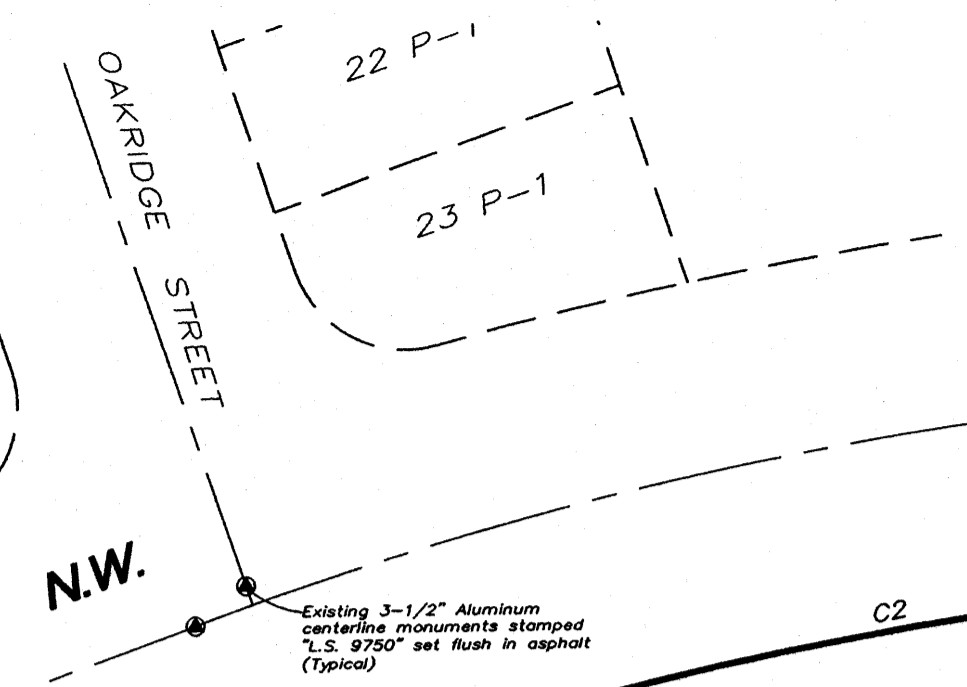 OAKRIDGE STREET
22 P-1
23 P-1
N.W.
Existing 3-1/2" Aluminum
centerline monuments stamped
"L.S. 9750" set flush in asphalt
(Typical)
C2